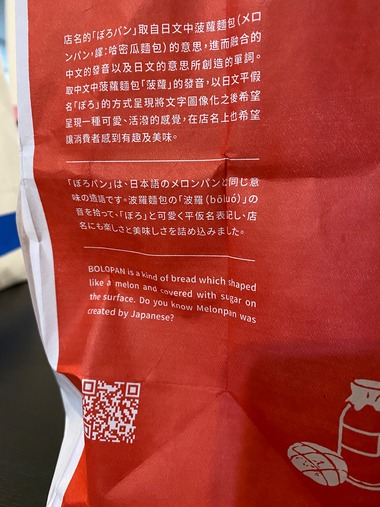 店名的「ぼろパン」取自日文中菠蘿麵包(メロ
ンパン,譯:哈密瓜麵包)的意思,進而融合的
中文的發音以及日文的意思所創造的單詞。
取中文中菠蘿麵包「菠蘿」的發音,以日文平假
名「ぼろ」的方式呈現將文字圖像化之後希望
呈現一種可愛、活潑的感覺,在店名上也希望
讓消費者感到有趣及美味。
「ぼろパン」は、日本語のメロンパンと同じ意
味の造語です。波羅麵包の「波羅(bōluó)」の
音を拾って、「ぼろ」と可愛く平仮名表記し、店
名にも楽しさと美味しさを詰め込みました。
BOLOPAN is a kind of bread which shaped
like a melon and covered with sugar on
the surface. Do you know Melonpan was
created by Japanese?